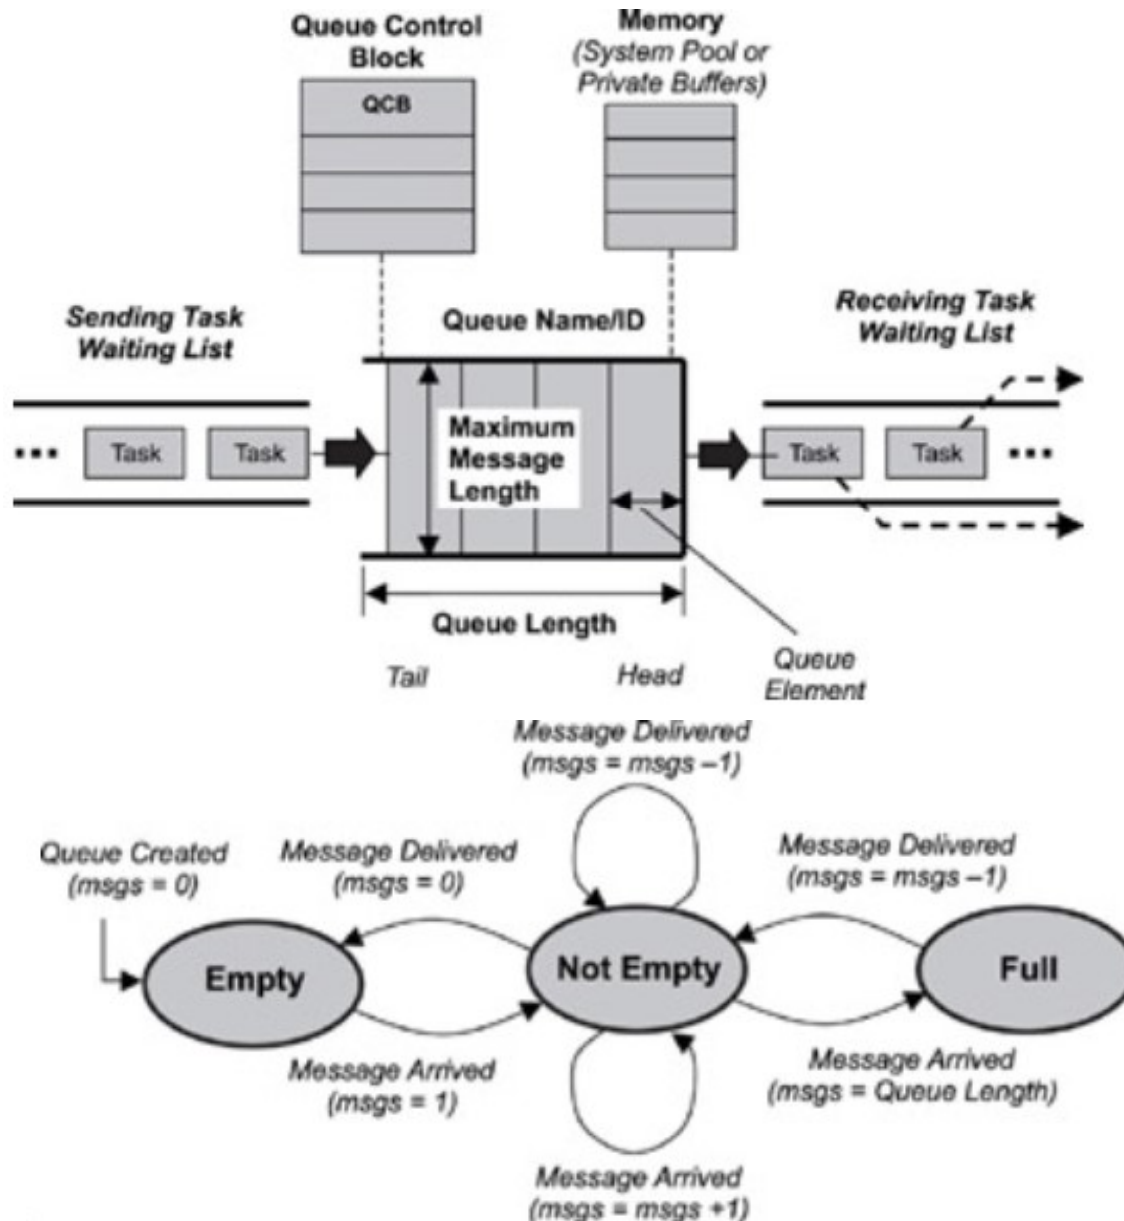 Queue Control
Block
QCB
Memory
(System Pool or
Private Buffers)
Sending Task
Waiting List
Queue Name/ID
Receiving Task
Waiting List
...
Task
Task
Maximum
Message
Length
Task
Task
...
Queue Length
Tail
Head
Queue
Element
Message Delivered
(msgs = msgs –1)
Queue Created
(msgs = 0)
Message Delivered
(msgs = 0)
Message Delivered
(msgs = msgs –1)
Empty
Not Empty
Full
Message Arrived
(msgs = 1)
Message Arrived
(msgs = Queue Length)
Message Arrived
(msgs = msgs +1)